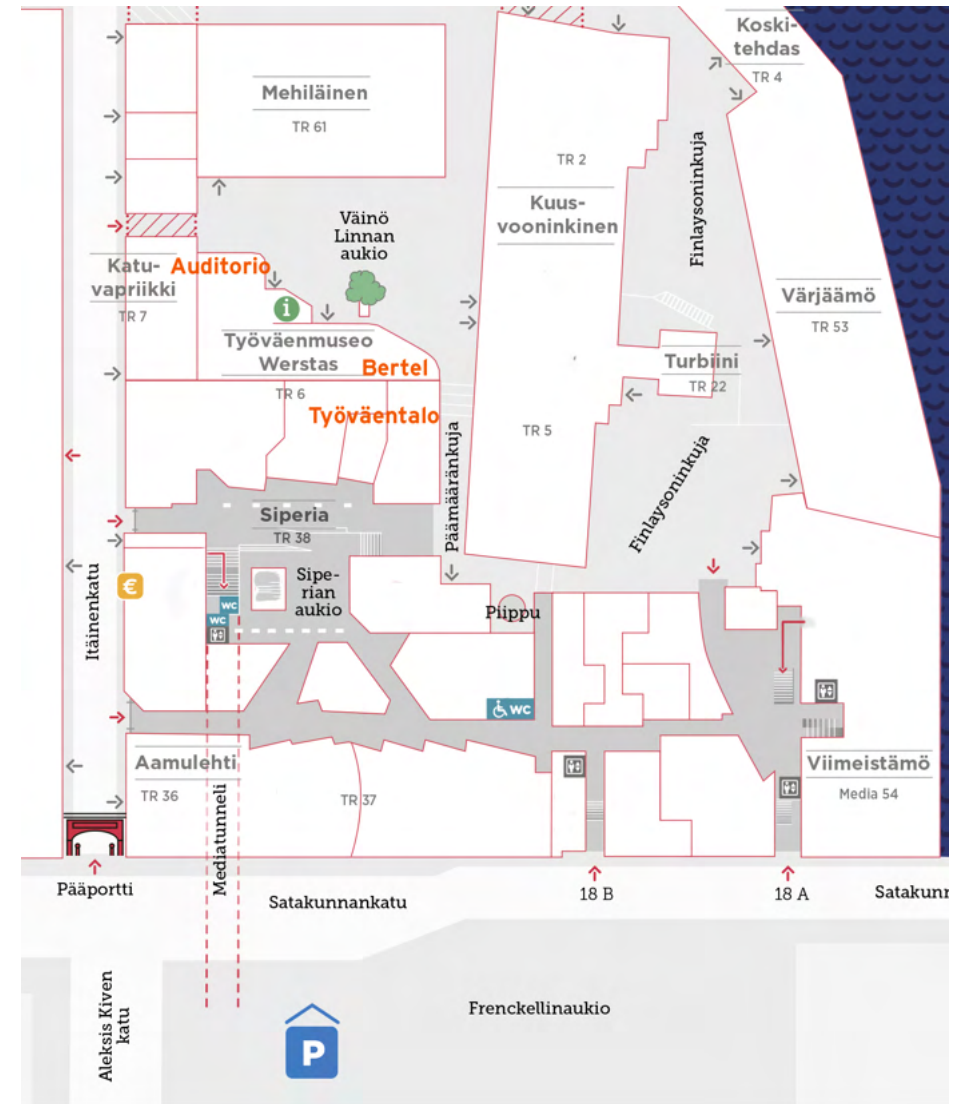 Koski-
tehdas
TR 4
Mehiläinen
TR 61
TR 2
Kuus-
vooninkinen
Finlaysoninkuja
Väinö
Linnan
aukio
Katu-
vapriikki
TR 7
Auditorio
i
Työväenmuseo
Werstas
Bertel
TR 6
Työväentalo
Värjäämö
TR 53
Turbiini
TR 22
TR 5
Päämääränkuja
Finlaysoninkuja
Siperia
TR 38
Sipe-
rian
aukio
Piippu
Itäinenkatu
€
WC
WC
WC
Aamulehti
TR 36
TR 37
Mediatunneli
Viimeistämö
Media 54
Pääportti
Satakunnankatu
18 B
18 A
Satakunn
Aleksis Kiven
katu
Frenckellinaukio
P